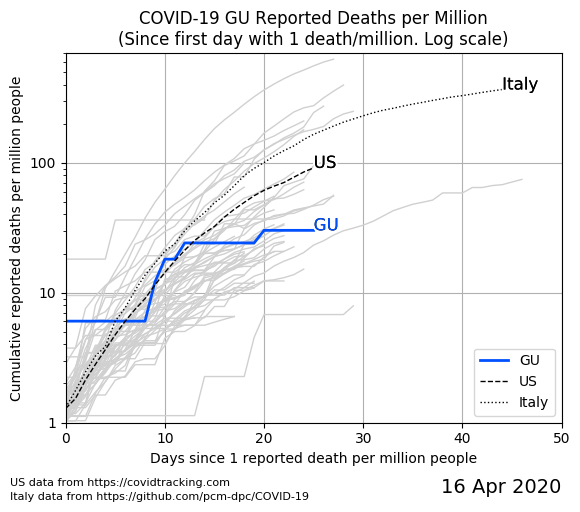 COVID-19 GU Reported Deaths per Million
(Since first day with 1 death/million. Log scale)
Cumulative reported deaths per million people
100
10
1
Italy
US
GU
GU
US
Italy
0 10 20 30 40 50
Days since 1 reported death per million people
US data from https://covidtracking.com
Italy data from https://github.com/pcm-dpc/COVID-19
16 Apr 2020